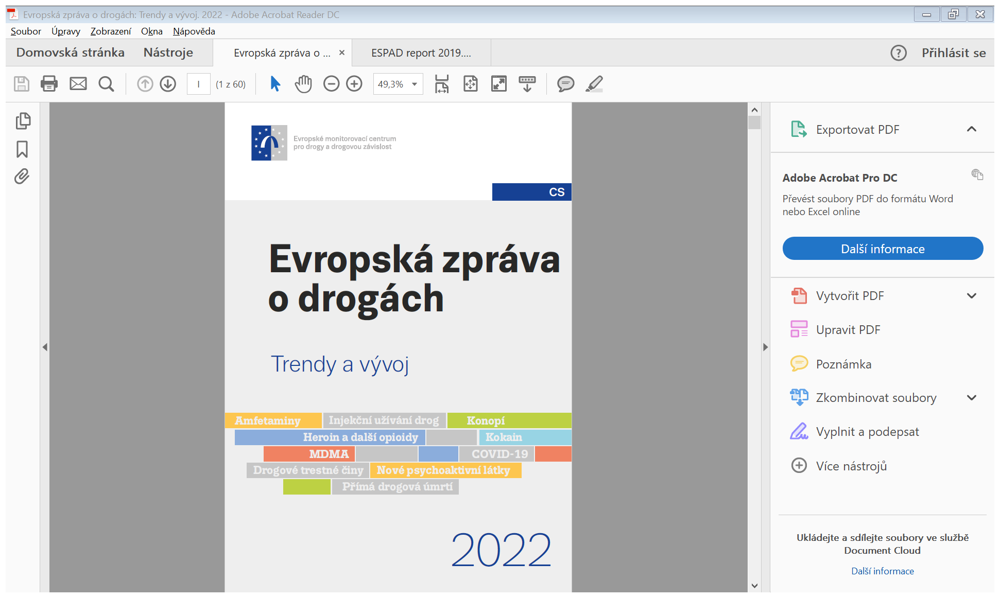 Evropská zpráva o drogách: Trendy a vývoj. 2022 - Adobe Acrobat Reader DC
Soubor Úpravy Zobrazení Okna Nápověda
Domovská stránka Nástroje Evropská zpráva o ... × ESPAD report 2019.... ? Přihlásit se
I (1 z 60) 49,3%
Evropské monitorovací centrum
pro drogy a drogovou závislost
CS
Evropská zpráva
o drogách
Trendy a vývoj
Amfetaminy Injekční užívání drog Konopí
Heroin a další opioidy Kokain
MDMA COVID-19
Drogové trestné činy Nové psychoaktivní látky
Přímá drogová úmrtí
2022
Exportovat PDF
Adobe Acrobat Pro DC
Převést soubory PDF do formátu Word
nebo Excel online
Další informace
Vytvořit PDF
Upravit PDF
Poznámka
Zkombinovat soubory
Vyplnit a podepsat
Více nástrojů
Ukládejte a sdílejte soubory ve službě
Document Cloud
Další informace